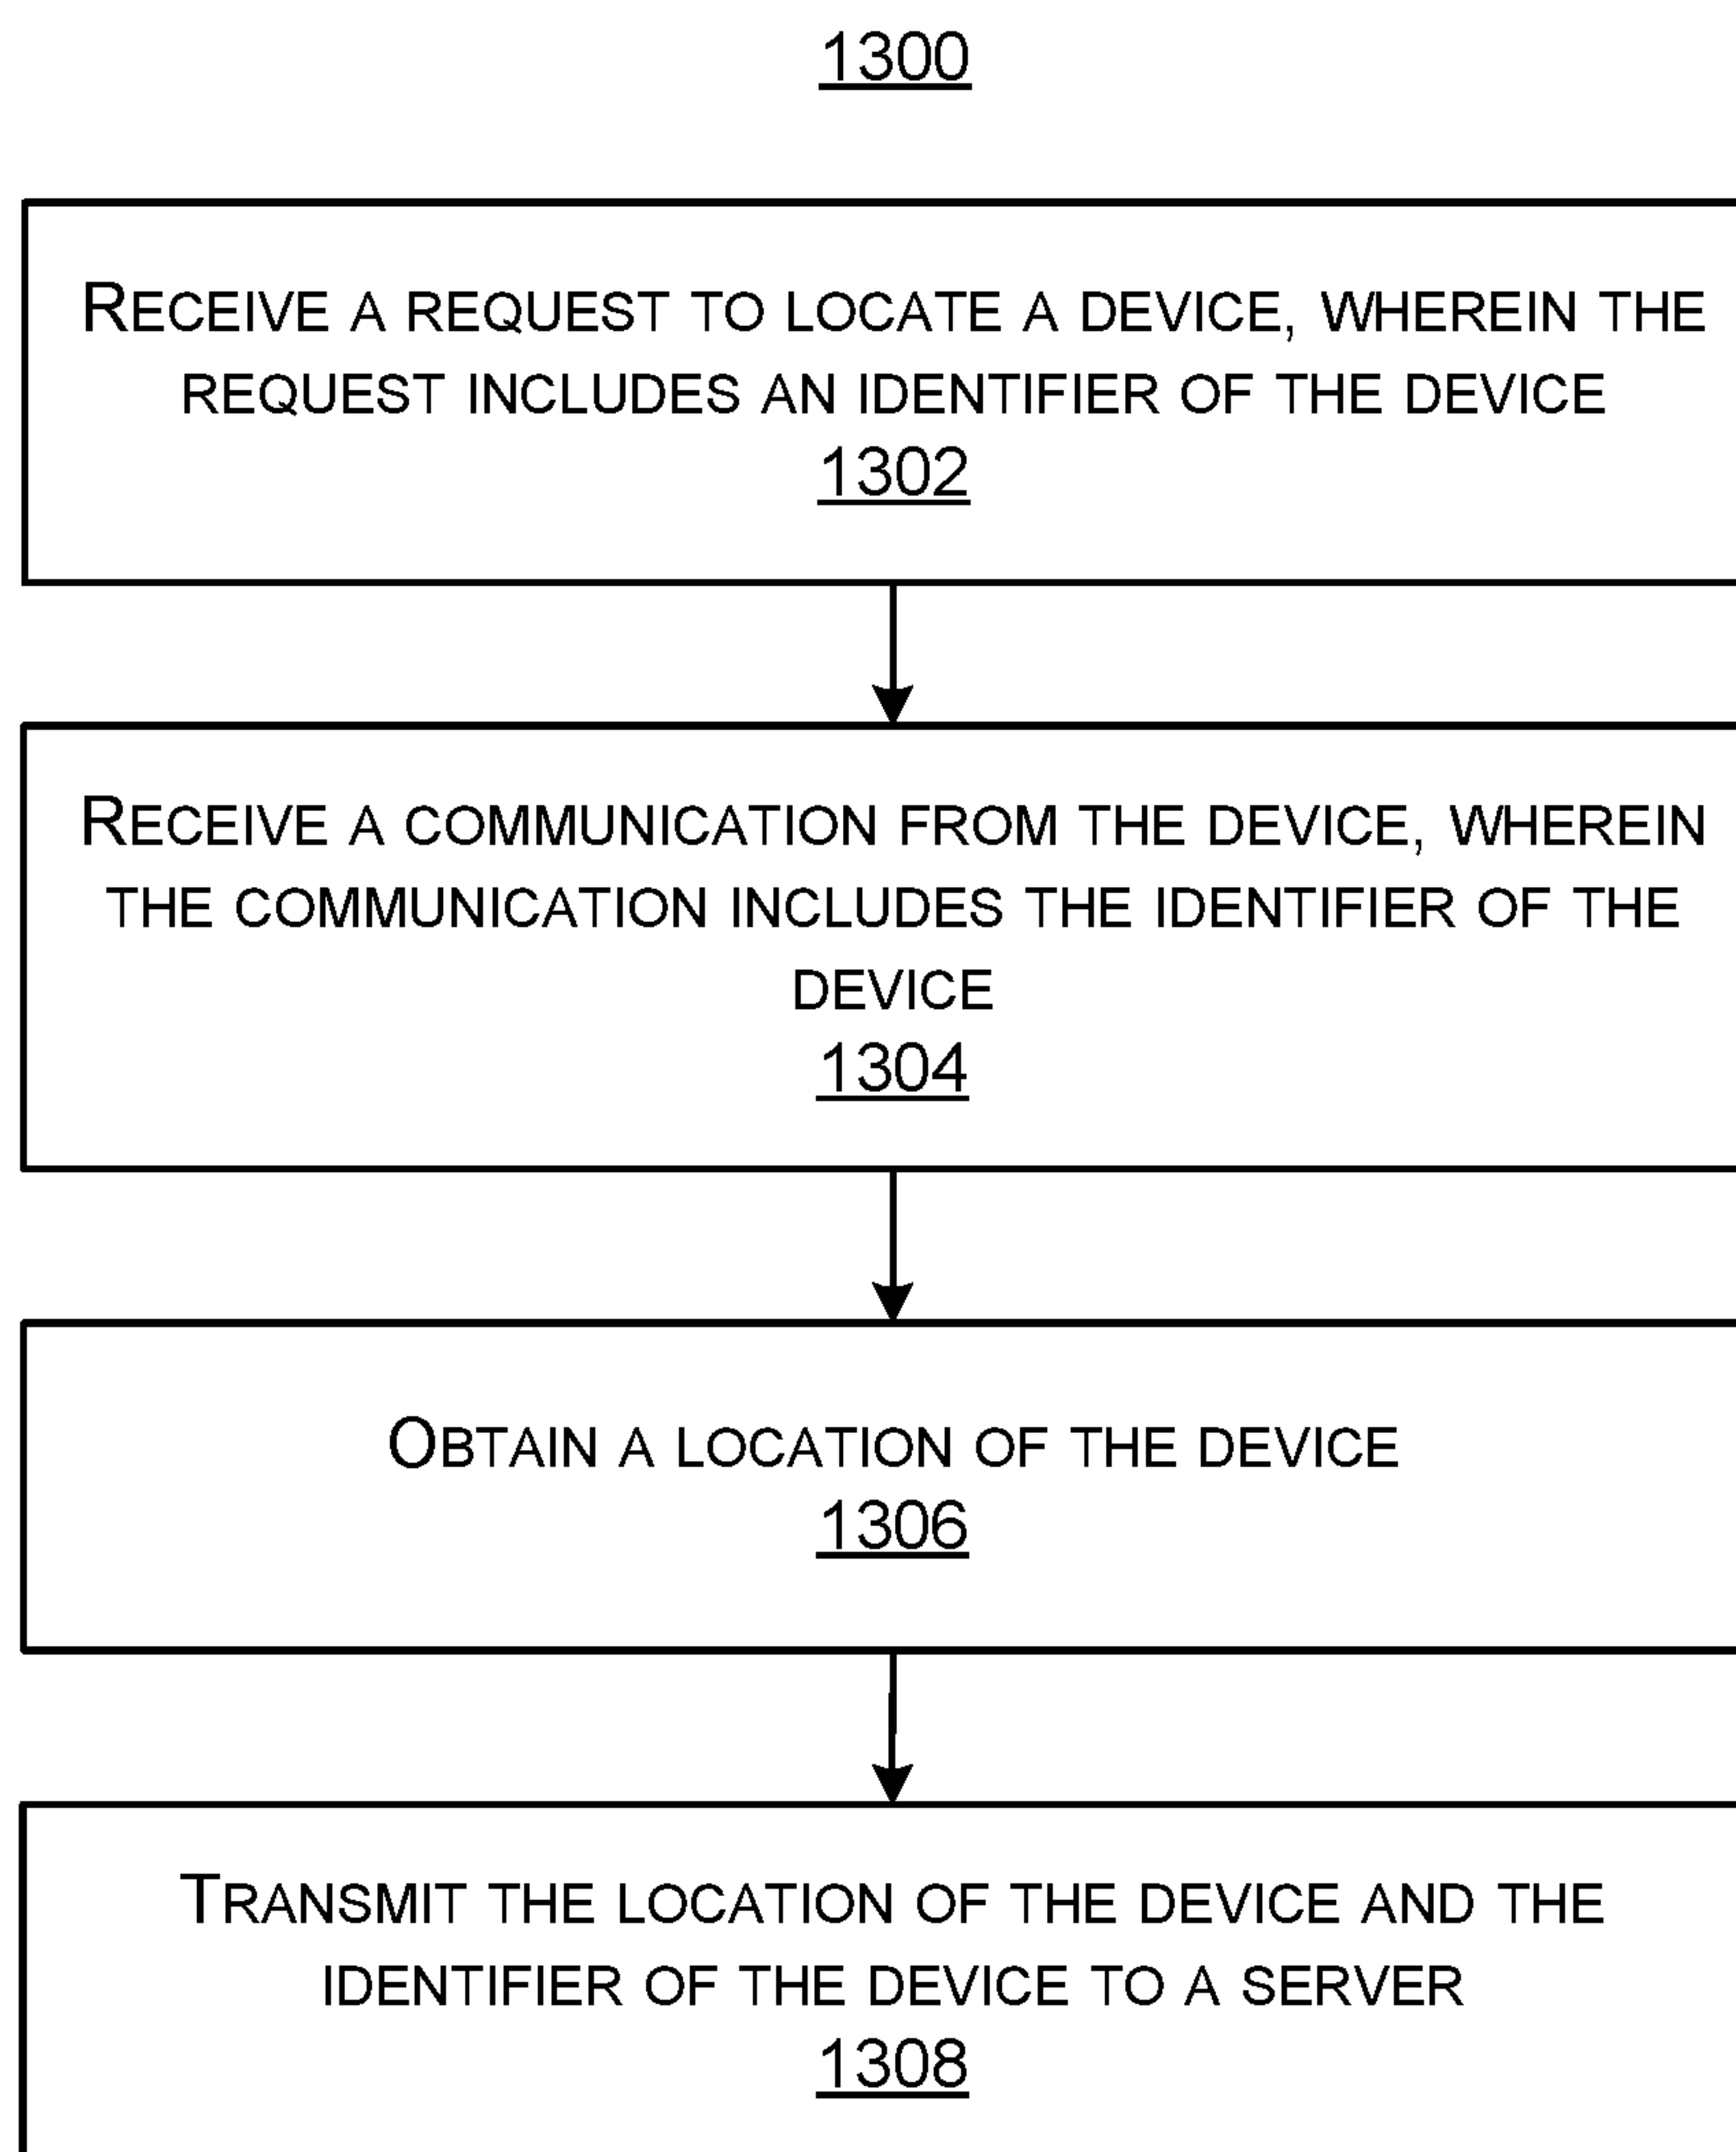 1300
RECEIVE A REQUEST TO LOCATE A DEVICE, WHEREIN THE
REQUEST INCLUDES AN IDENTIFIER OF THE DEVICE
1302
RECEIVE A COMMUNICATION FROM THE DEVICE, WHEREIN
THE COMMUNICATION INCLUDES THE IDENTIFIER OF THE
DEVICE
1304
OBTAIN A LOCATION OF THE DEVICE
1306
TRANSMIT THE LOCATION OF THE DEVICE AND THE
IDENTIFIER OF THE DEVICE TO A SERVER
1308